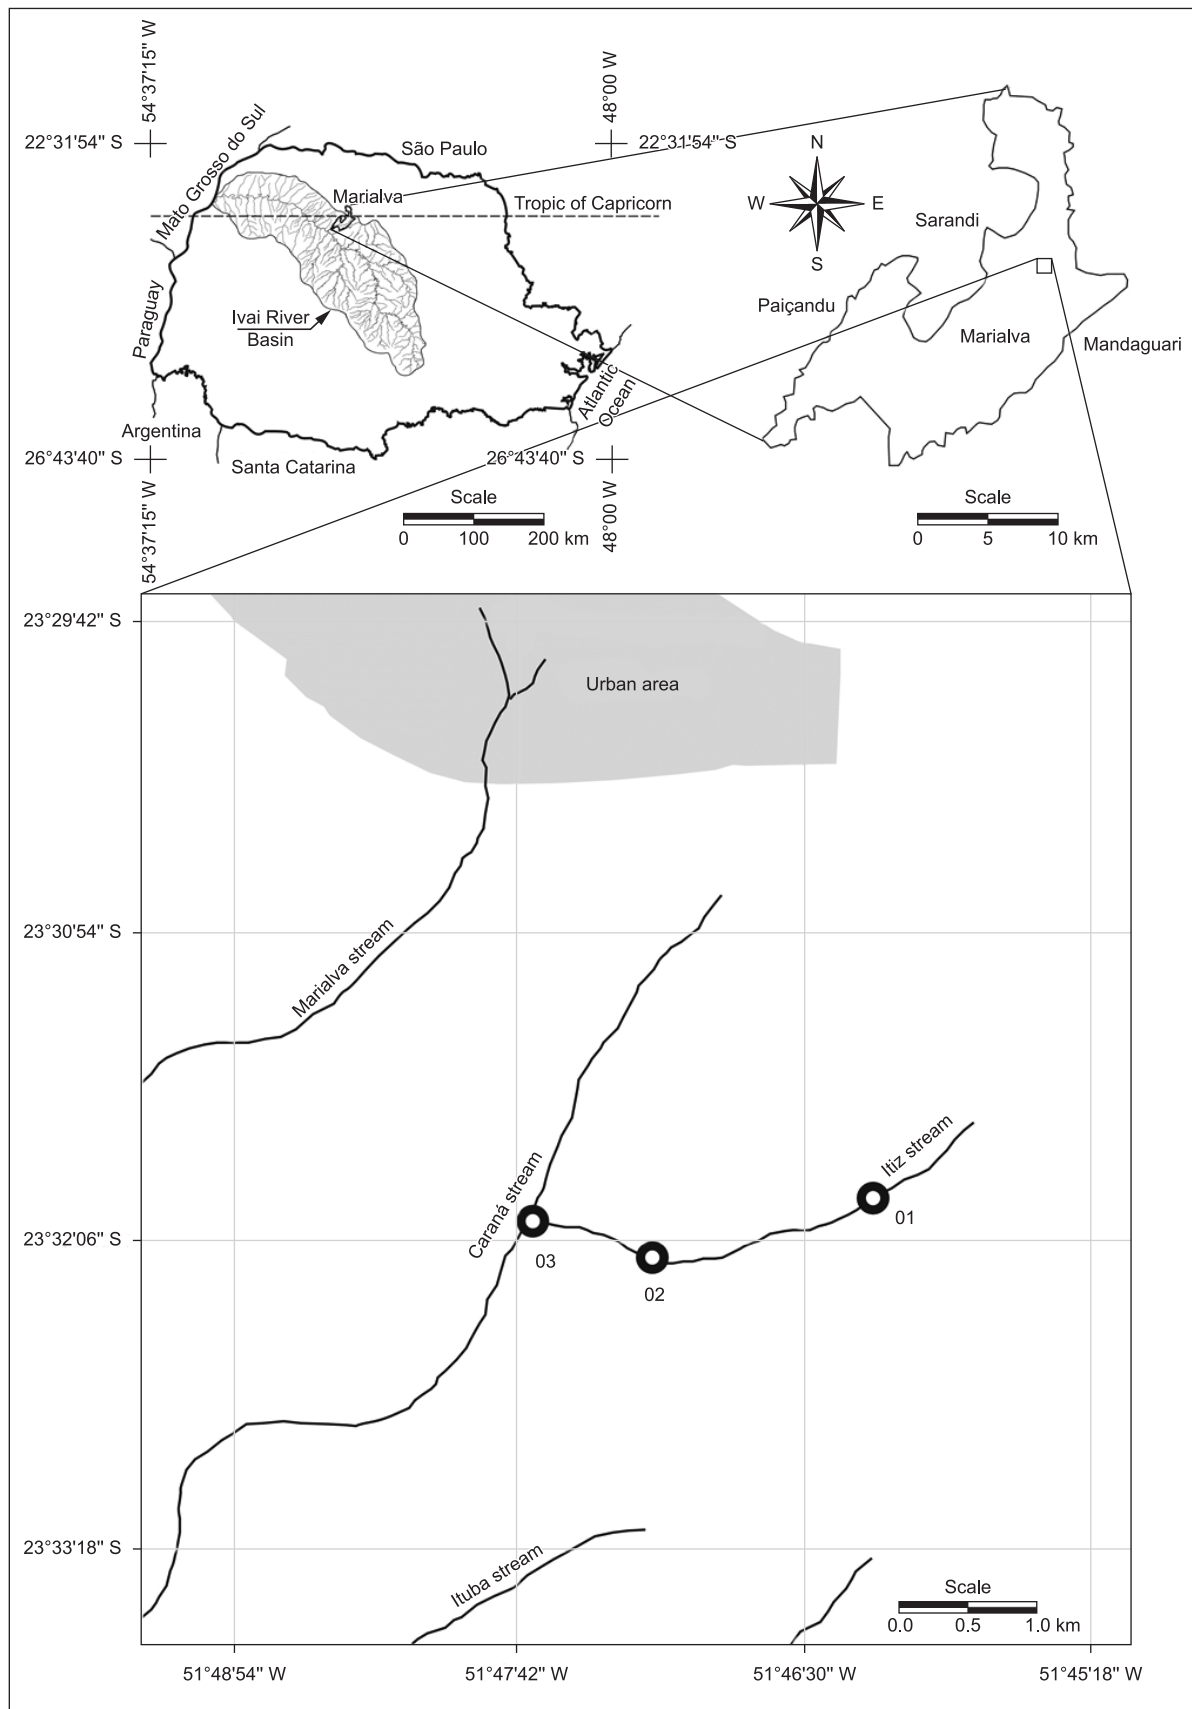 54°37'15" W
48°00 W
22°31'54" S
22°31'54" S
Mato Grosso do Sul
São Paulo
N
Marialva
Tropic of Capricorn
W
E
Sarandi
S
Paraguay
Ivai River
Basin
Paiçandu
Marialva
Mandaguari
Atlantic
Ocean
Argentina
Santa Catarina
26°43'40" S
26°43'40" S
54°37'15" W
48°00 W
Scale
0 100 200 km
Scale
0 5 10 km
23°29'42" S
Urban area
23°30'54" S
Marialva stream
Itiz stream
Caraná stream
01
23°32'06" S
03
02
23°33'18" S
Ituba stream
Scale
0.0 0.5 1.0 km
51°48'54" W
51°47'42" W
51°46'30" W
51°45'18" W